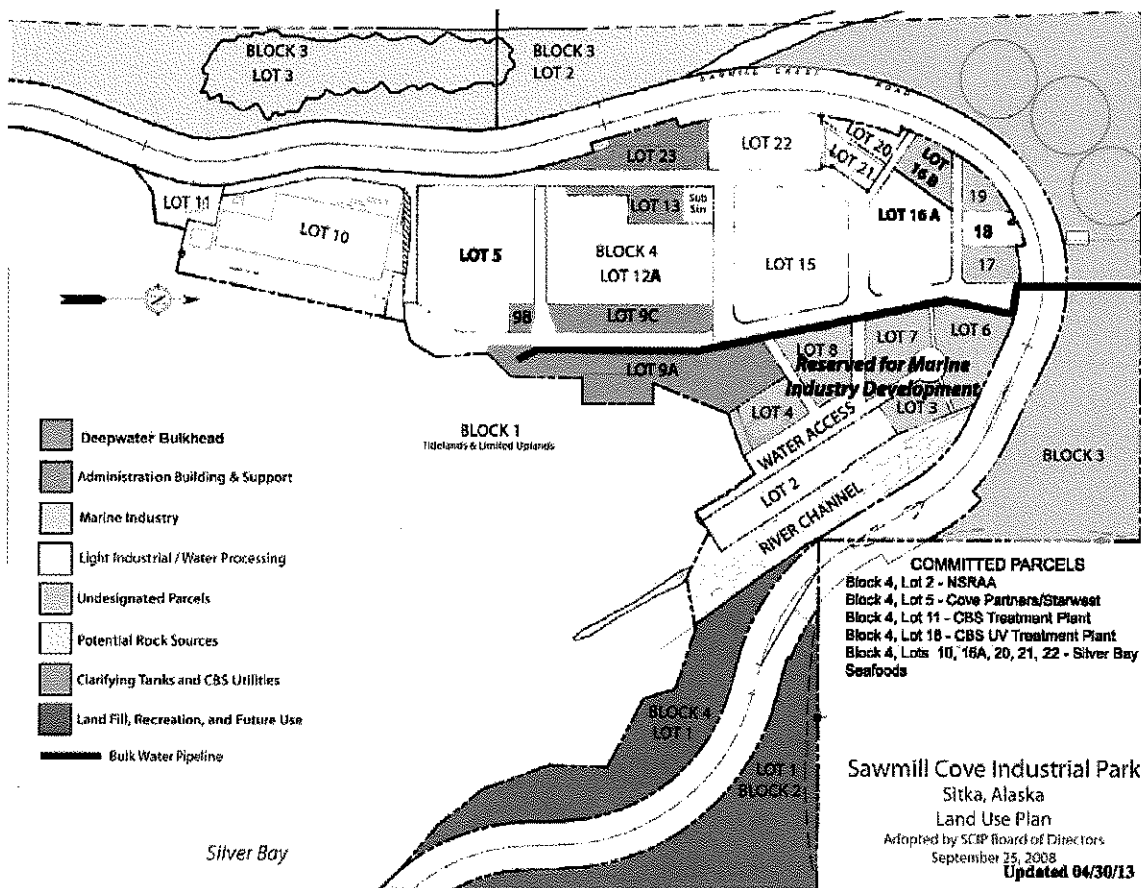 BLOCK 3
LOT 3
BLOCK 3
LOT 2
SAWMILL CREEK ROAD
LOT 23
LOT 22
LOT 20
LOT 21
LOT
16 B
LOT 11
LOT 10
LOT 5
LOT 13
Sub
Stn
BLOCK 4
LOT 12A
LOT 15
LOT 16 A
19
18
17
9B
LOT 9C
LOT 9A
LOT 8
LOT 7
LOT 6
Reserved for Marine
Industry Development
LOT 4
LOT 3
WATER ACCESS
LOT 2
RIVER CHANNEL
BLOCK 3
BLOCK 1
Tidelands & Limited Uplands
Deepwater Bulkhead
Administration Building & Support
Marine Industry
Light Industrial / Water Processing
Undesignated Parcels
Potential Rock Sources
Clarifying Tanks and CBS Utilities
Land Fill, Recreation, and Future Use
Bulk Water Pipeline
COMMITTED PARCELS
Block 4, Lot 2 - NSRAA
Block 4, Lot 5 - Cove Partners/Starwest
Block 4, Lot 11 - CBS Treatment Plant
Block 4, Lot 18 - CBS UV Treatment Plant
Block 4, Lots 10, 16A, 20, 21, 22 - Silver Bay
Seafoods
BLOCK 4
LOT 1
LOT 1
BLOCK 2
Silver Bay
Sawmill Cove Industrial Park
Sitka, Alaska
Land Use Plan
Adopted by SCIP Board of Directors
September 25, 2008
Updated 04/30/13